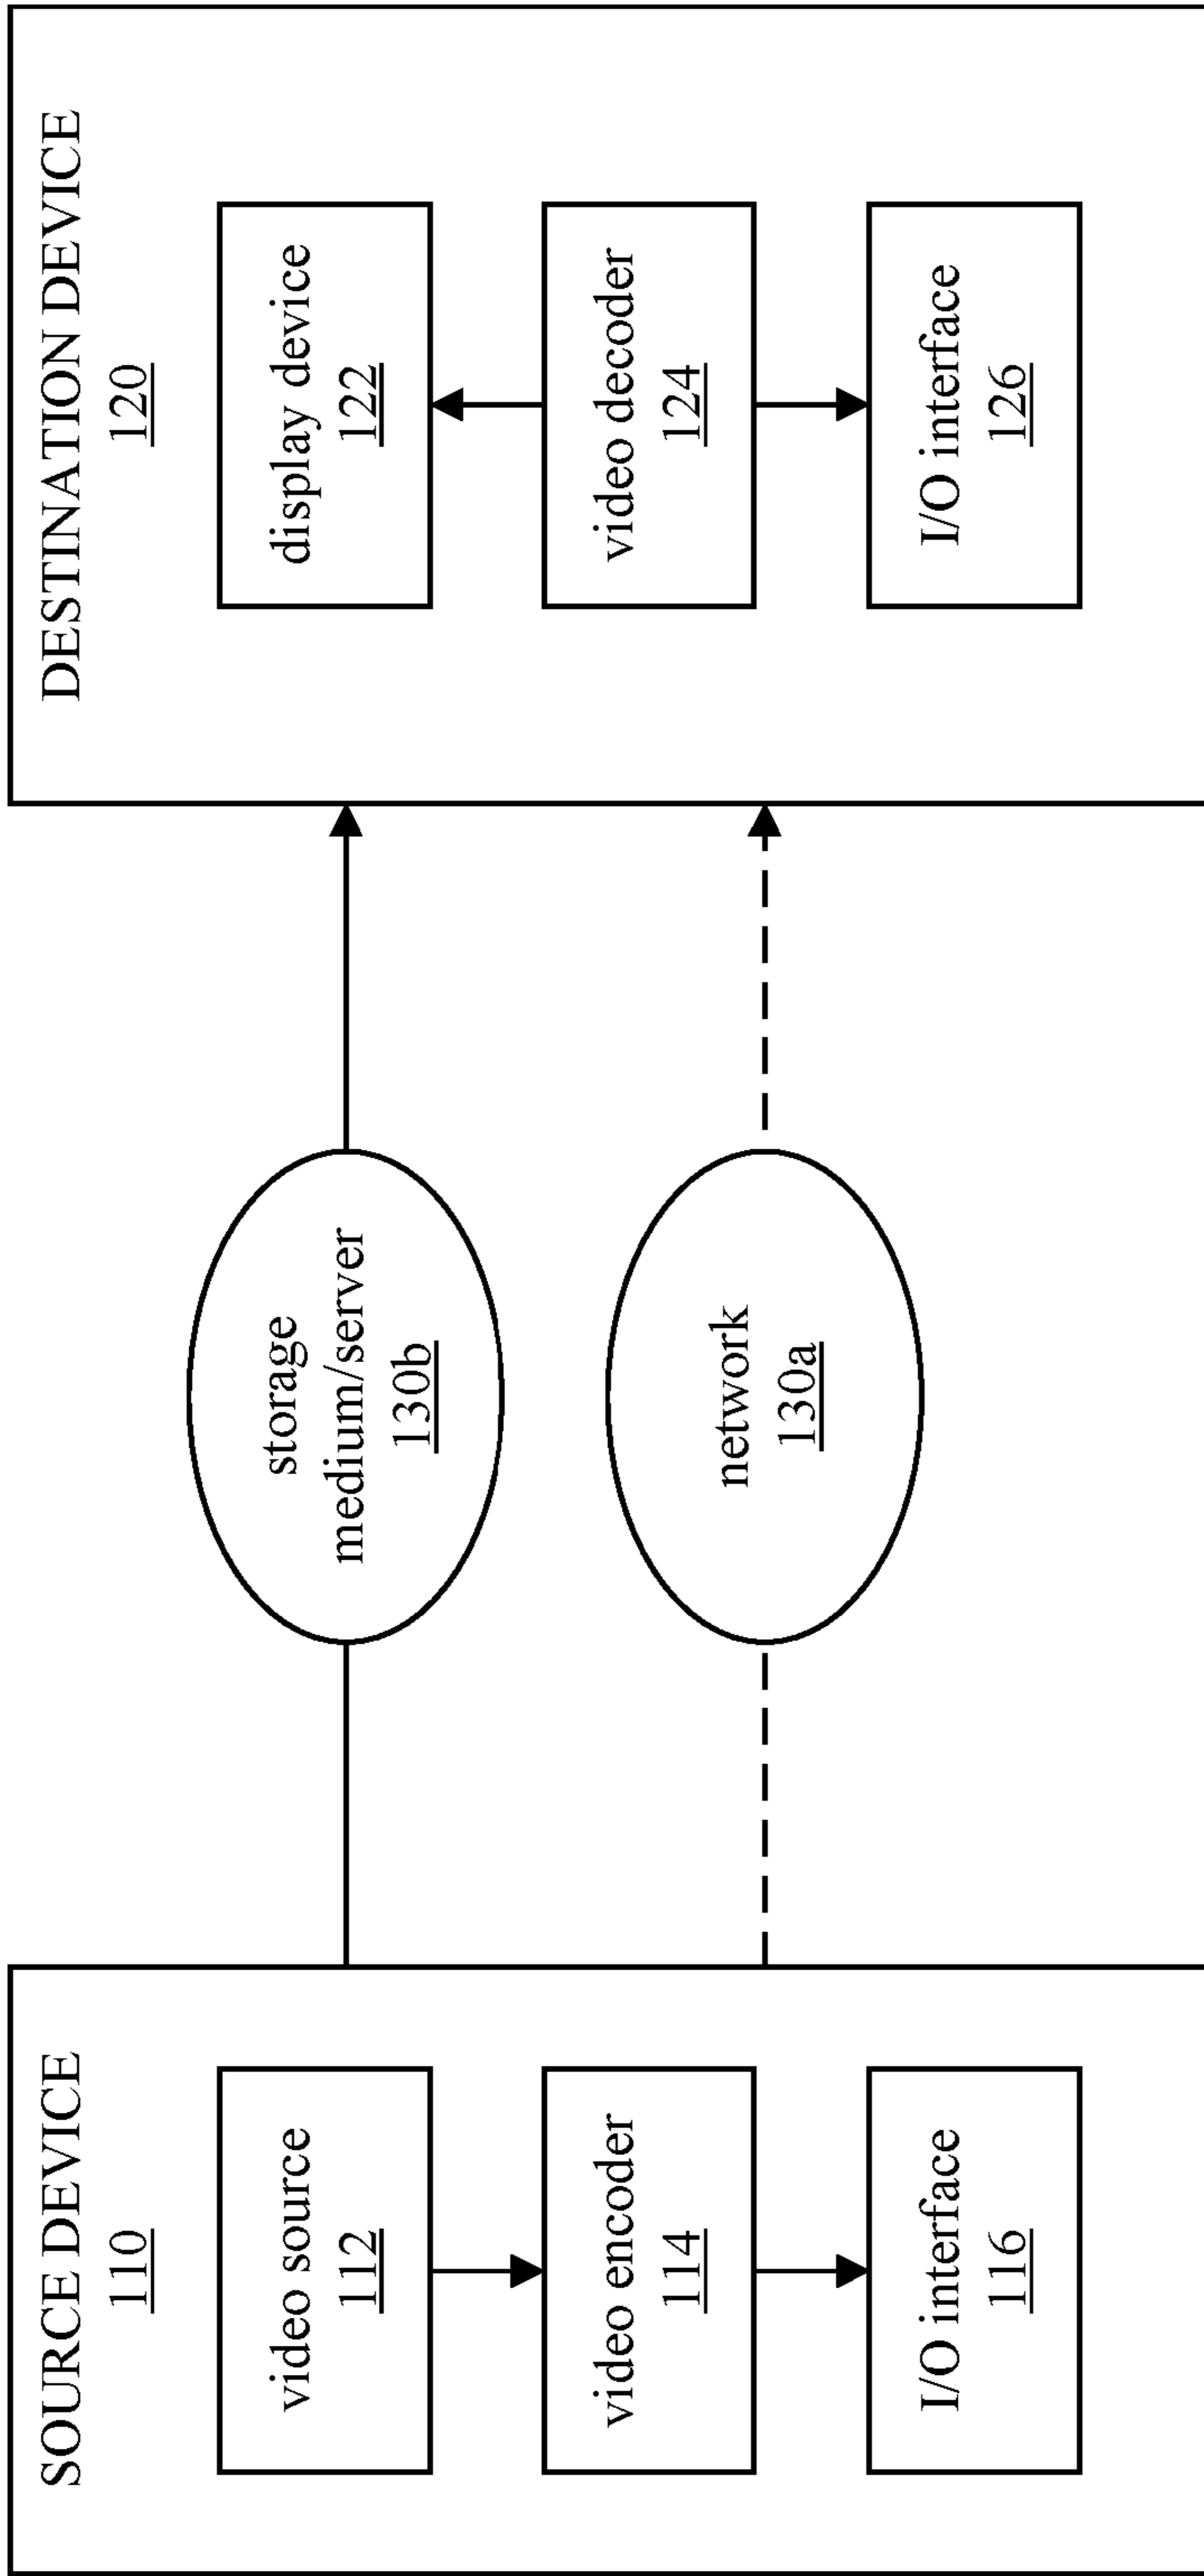 SOURCE DEVICE
110
video source
112
video encoder
114
I/O interface
116
storage
medium/server
130b
network
130a
DESTINATION DEVICE
120
display device
122
video decoder
124
I/O interface
126